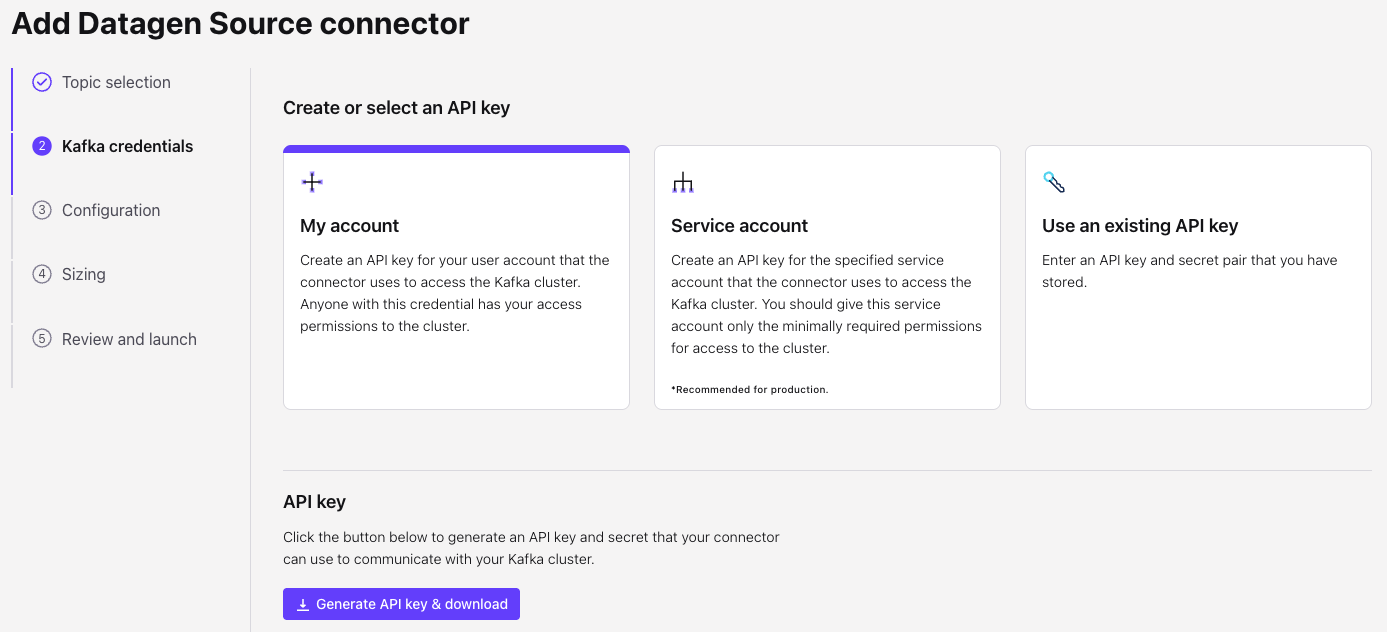 Add Datagen Source connector
Topic selection
2 Kafka credentials
3 Configuration
4 Sizing
5 Review and launch
Create or select an API key
My account
Create an API key for your user account that the
connector uses to access the Kafka cluster.
Anyone with this credential has your access
permissions to the cluster.
Service account
Create an API key for the specified service
account that the connector uses to access the
Kafka cluster. You should give this service
account only the minimally required permissions
for access to the cluster.
*Recommended for production.
Use an existing API key
Enter an API key and secret pair that you have
stored.
API key
Click the button below to generate an API key and secret that your connector
can use to communicate with your Kafka cluster.
Generate API key & download